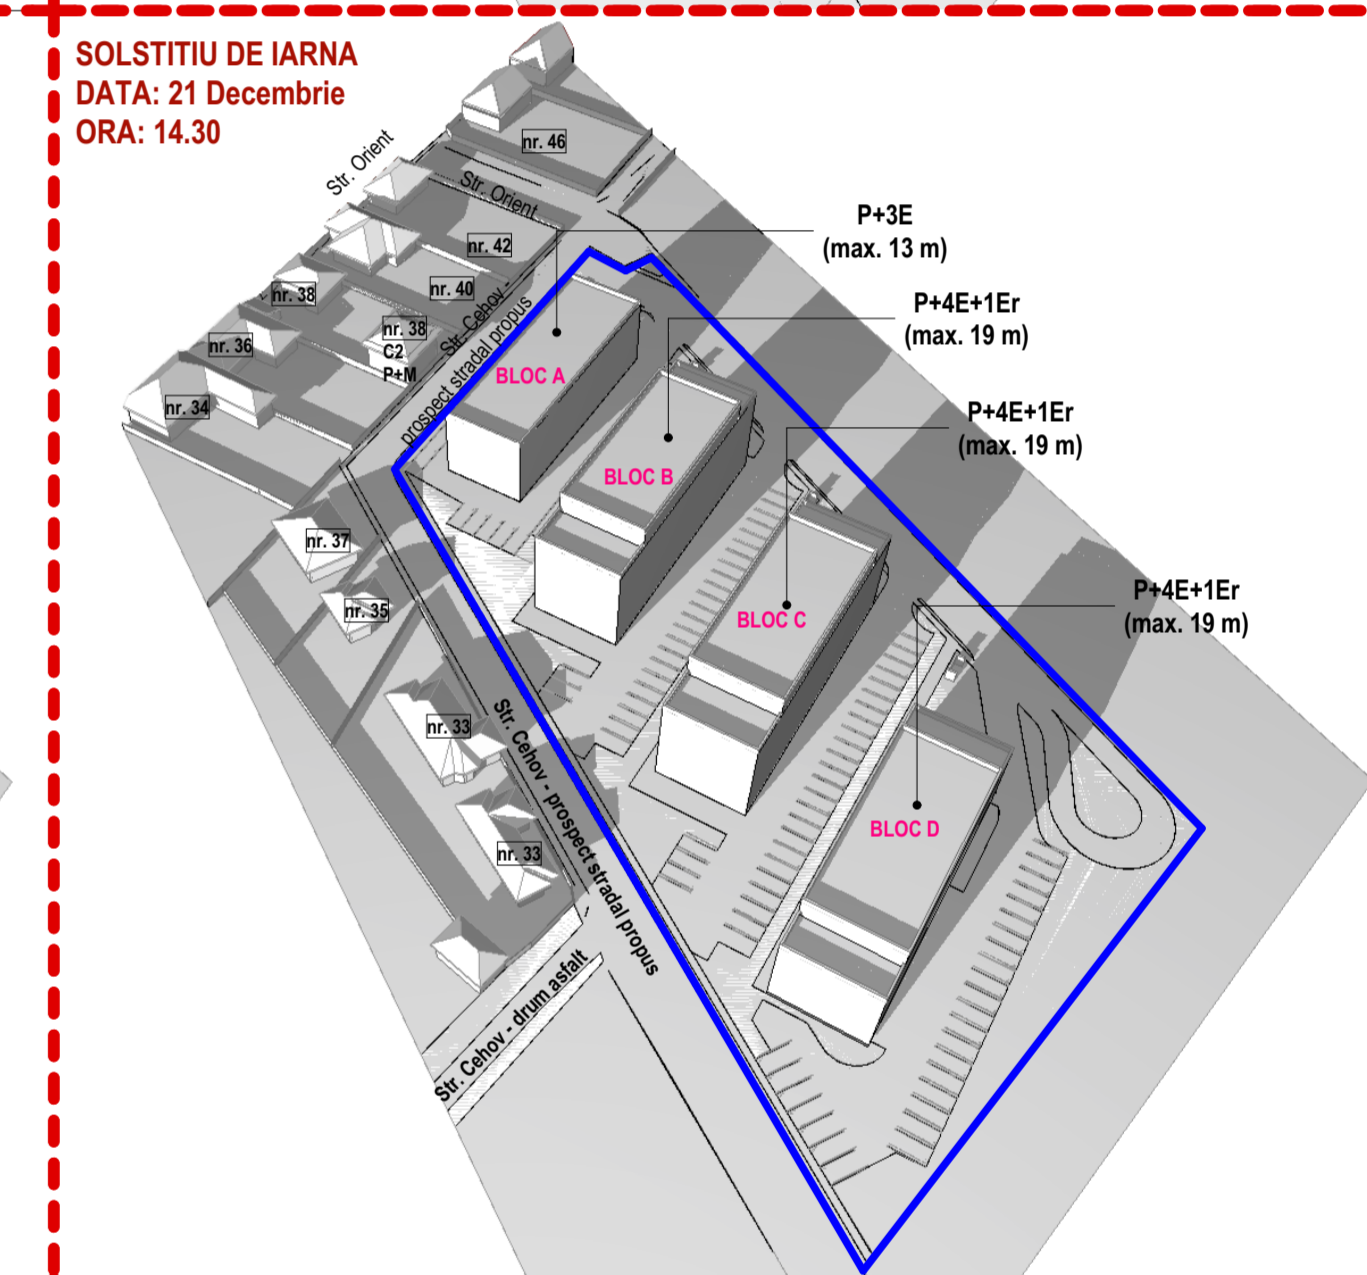 SOLSTITIU DE IARNA
DATA: 21 Decembrie
ORA: 14.30
Str. Orient
nr. 46
Str. Orient
nr. 42
nr. 40
nr. 38
nr. 38
C2
P+M
nr. 36
nr. 34
Str. Cehov -
prospect stradal propus
P+3E
(max. 13 m)
P+4E+1Er
(max. 19 m)
P+4E+1Er
(max. 19 m)
P+4E+1Er
(max. 19 m)
BLOC A
BLOC B
BLOC C
BLOC D
nr. 37
nr. 35
nr. 33
nr. 33
Str. Cehov - prospect stradal propus
Str. Cehov - drum asfalt